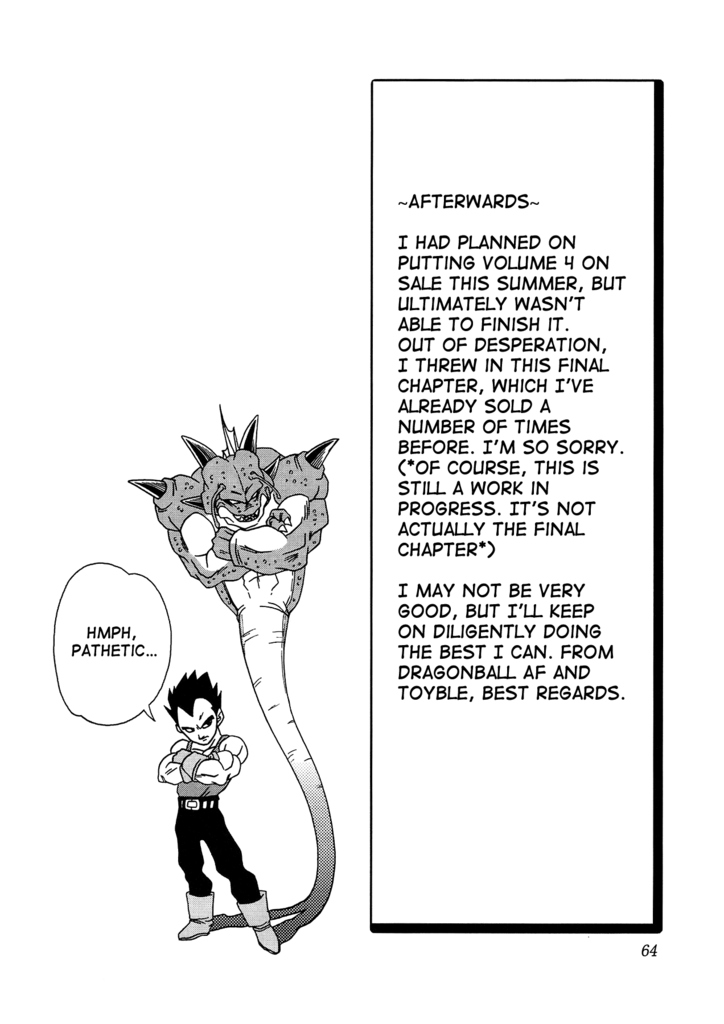 ~AFTERWARDS~
I HAD PLANNED ON
PUTTING VOLUME 4 ON
SALE THIS SUMMER, BUT
ULTIMATELY WASN'T
ABLE TO FINISH IT.
OUT OF DESPERATION,
I THREW IN THIS FINAL
CHAPTER, WHICH I'VE
ALREADY SOLD A
NUMBER OF TIMES
BEFORE. I'M SO SORRY.
(*OF COURSE, THIS IS
STILL A WORK IN
PROGRESS. IT'S NOT
ACTUALLY THE FINAL
CHAPTER*)
I MAY NOT BE VERY
GOOD, BUT I'LL KEEP
ON DILIGENTLY DOING
THE BEST I CAN. FROM
DRAGONBALL AF AND
TOYBLE, BEST REGARDS.
HMPH,
PATHETIC...
64